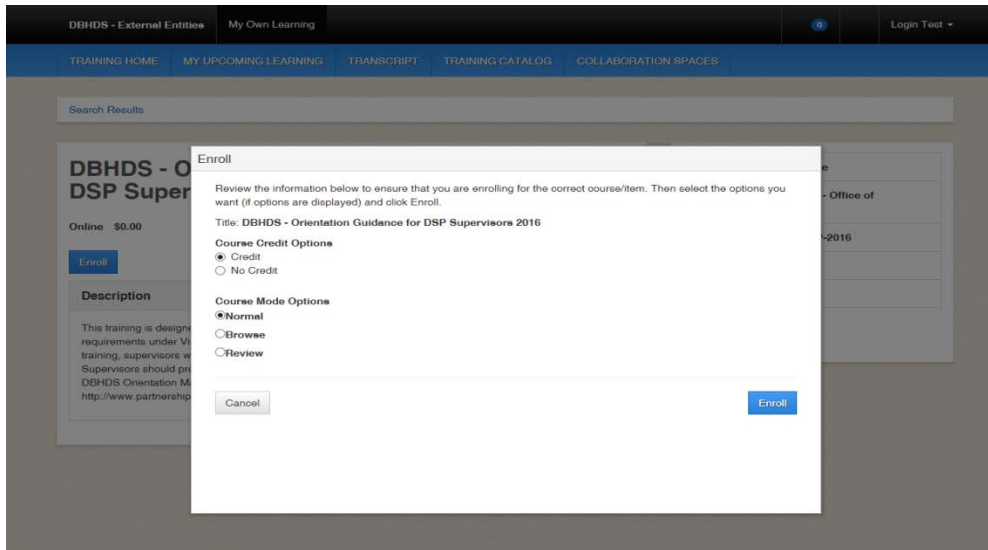 DBHDS - External Entities
My Own Learning
0
Login Test
TRAINING HOME
MY UPCOMING LEARNING
TRANSCRIPT
TRAINING CATALOG
COLLABORATION SPACES
Search Results
DBHDS - O
DSP Super
Online $0.00
Enroll
Description
This training is design
requirements under Vi
training, supervisors w
Supervisors should pr
DBHDS Orientation M
http://www.partnership
Enroll
Review the information below to ensure that you are enrolling for the correct course/item. Then select the options you
want (if options are displayed) and click Enroll.
Title: DBHDS - Orientation Guidance for DSP Supervisors 2016
Course Credit Options
Credit
No Credit
Course Mode Options
Normal
Browse
Review
Cancel
Enroll
e
- Office of
-2016